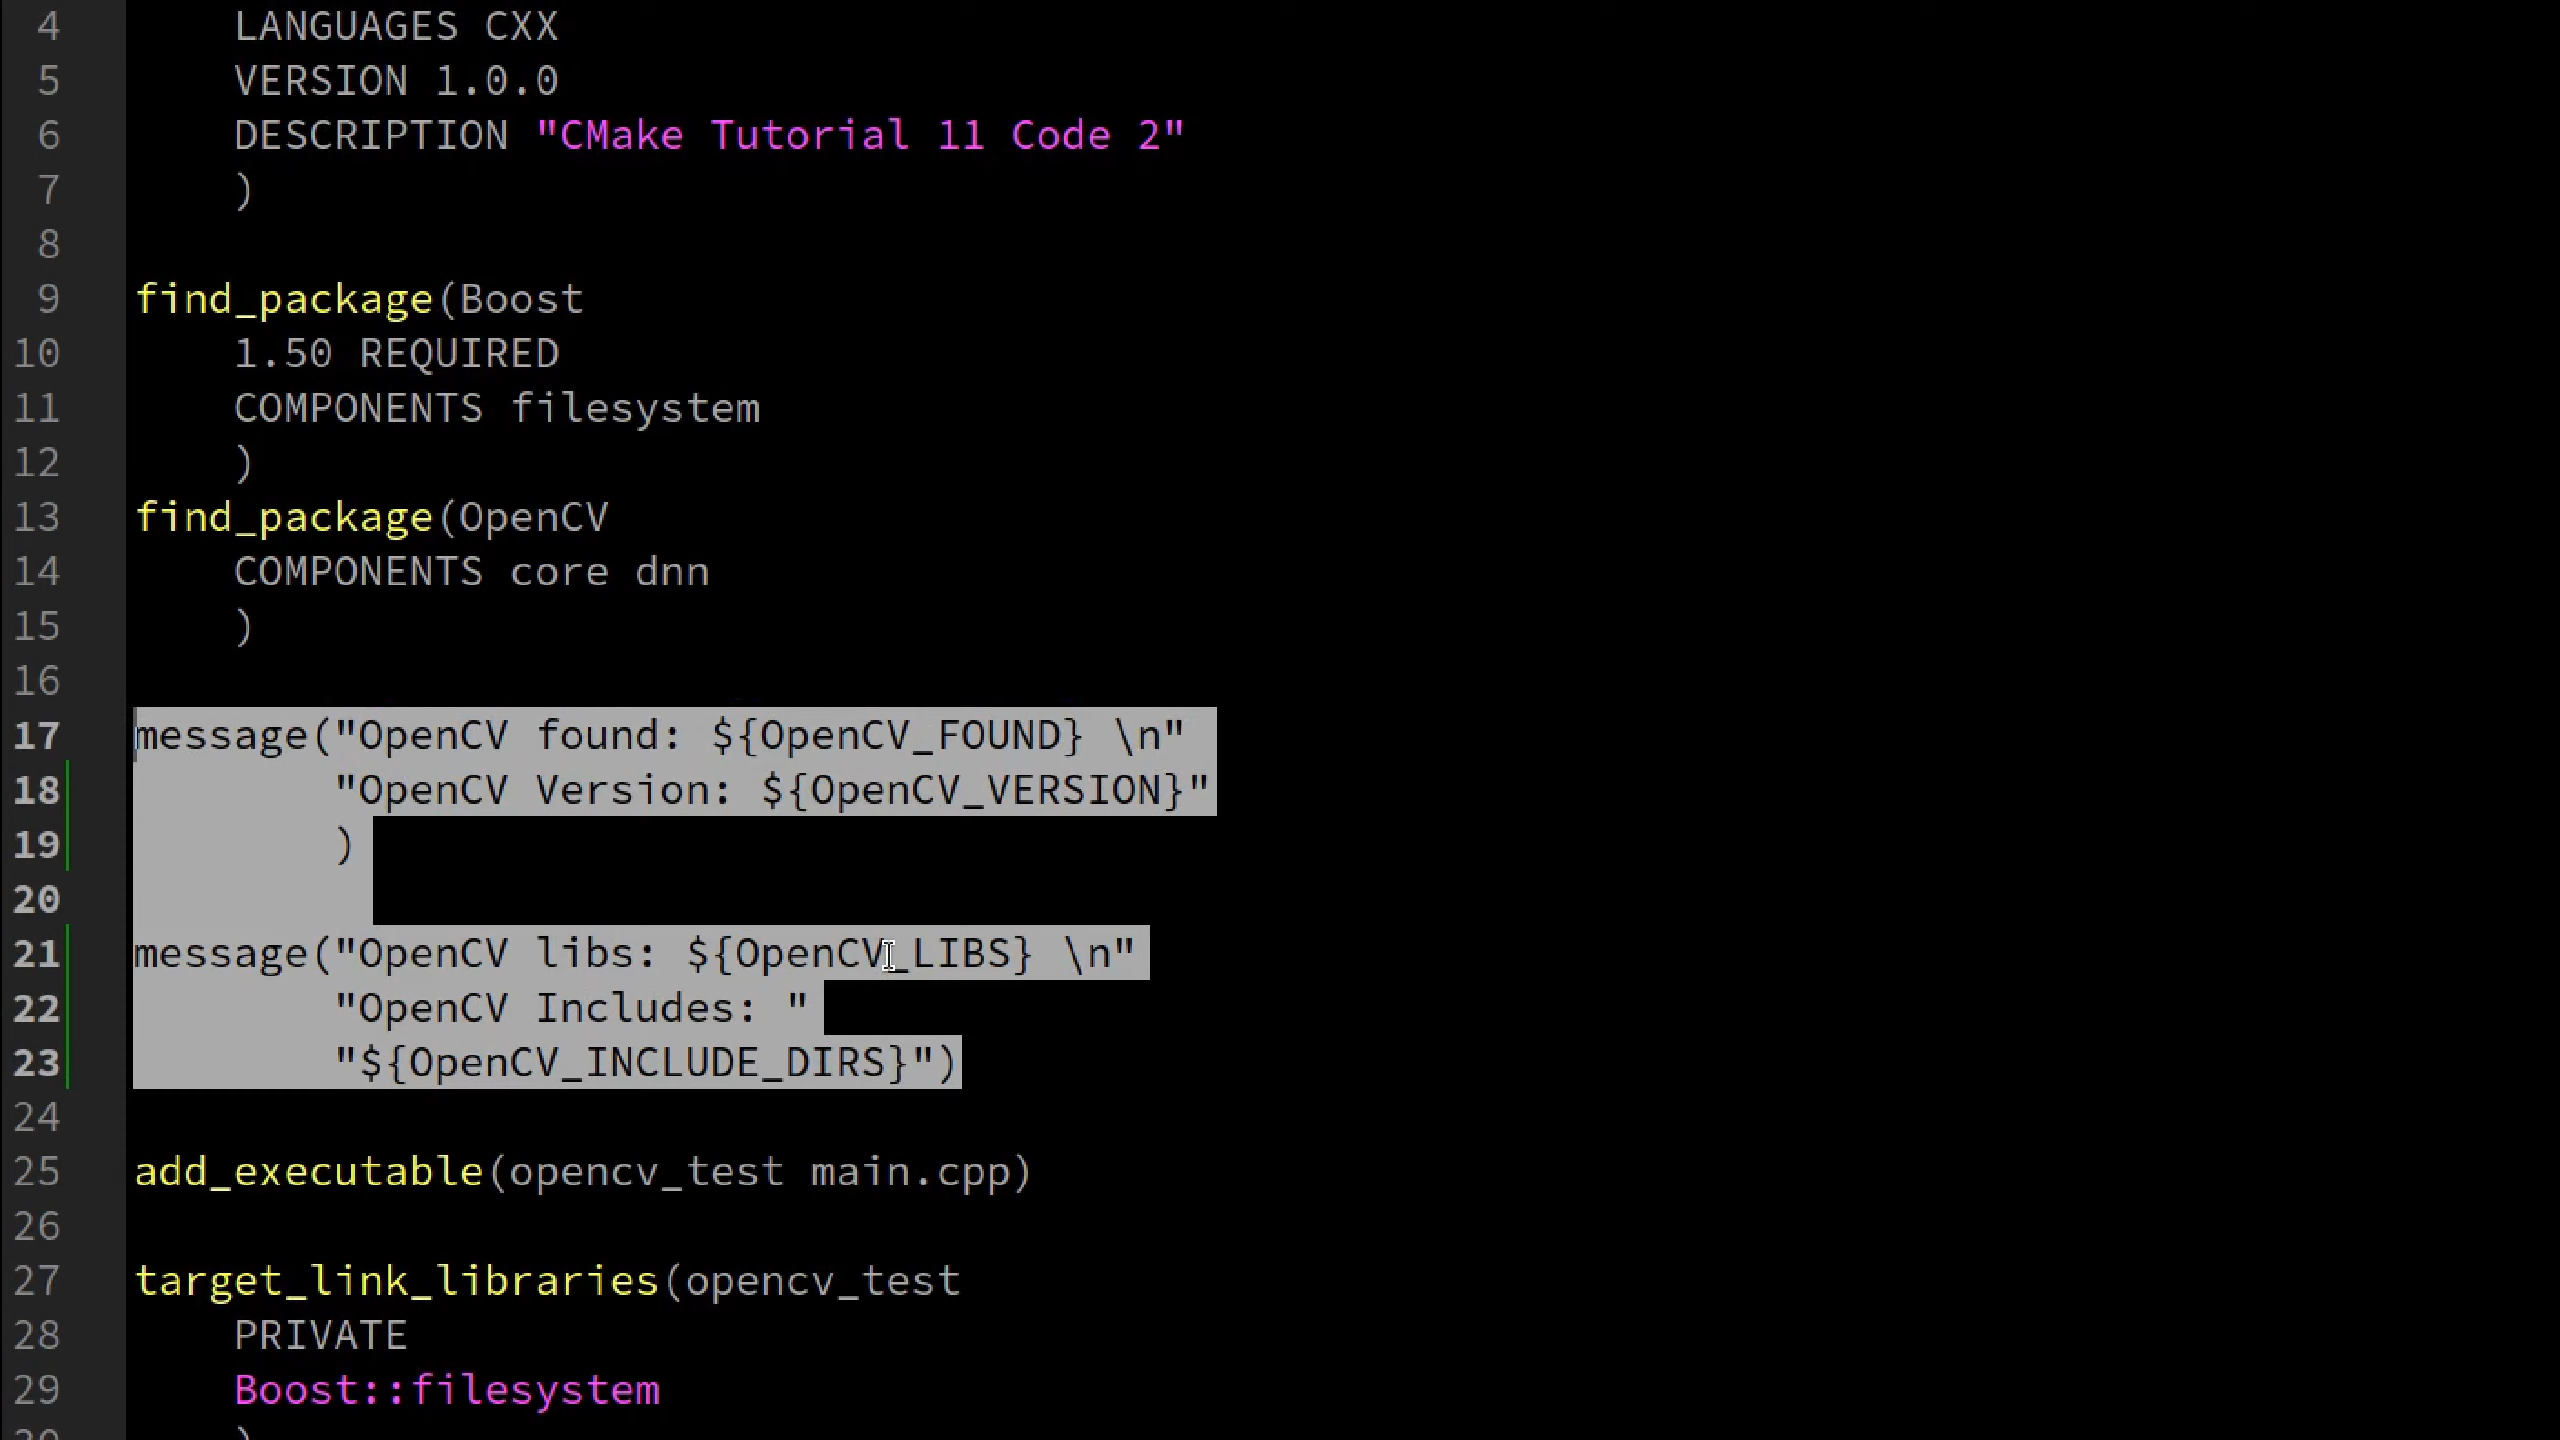 4 LANGUAGES CXX
5 VERSION 1.0.0
6 DESCRIPTION "CMake Tutorial 11 Code 2"
7 )
8
9 find_package(Boost
10 1.50 REQUIRED
11 COMPONENTS filesystem
12 )
13 find_package(OpenCV
14 COMPONENTS core dnn
15 )
16
17 message("OpenCV found: ${OpenCV_FOUND} \n"
18 "OpenCV Version: ${OpenCV_VERSION}"
19 )
20
21 message("OpenCV libs: ${OpenCV_LIBS} \n"
22 "OpenCV Includes: "
23 "${OpenCV_INCLUDE_DIRS}")
24
25 add_executable(opencv_test main.cpp)
26
27 target_link_libraries(opencv_test
28 PRIVATE
29 Boost::filesystem
30 )